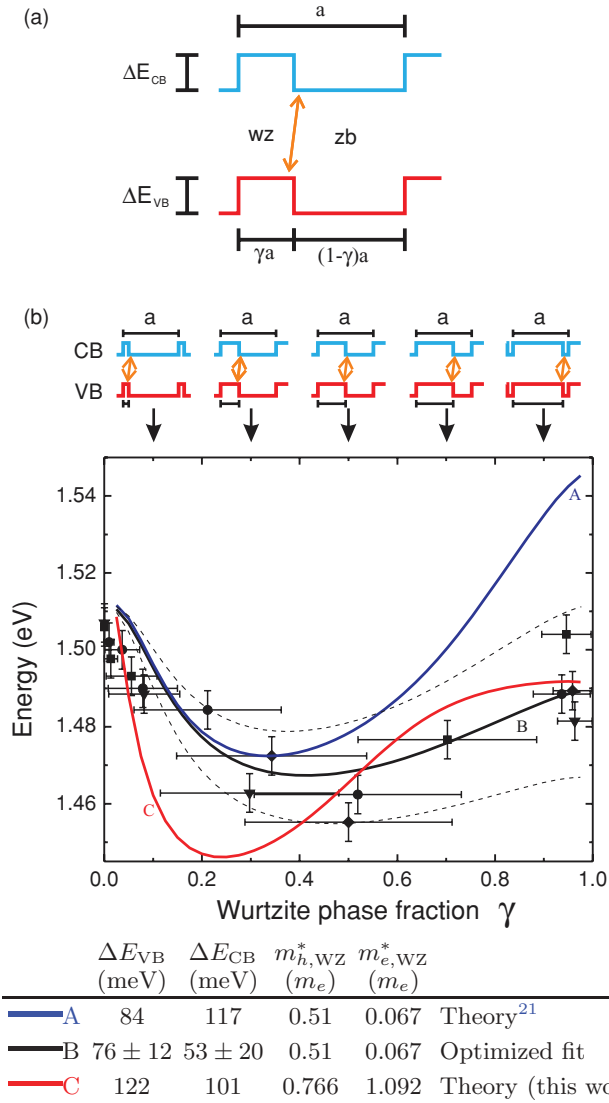 (a)
a
ΔE_CB
wz zb
ΔE_VB
γa (1-γ)a
(b)
a a a a a
CB
VB
Energy (eV)
1.54
1.52
1.50
1.48
1.46
A
B
C
0.0 0.2 0.4 0.6 0.8 1.0
Wurtzite phase fraction γ
ΔE_VB ΔE_CB m*_h,WZ m*_e,WZ
(meV) (meV) (m_e) (m_e)
A 84 117 0.51 0.067 Theory21
B 76 ± 12 53 ± 20 0.51 0.067 Optimized fit
C 122 101 0.766 1.092 Theory (this wo